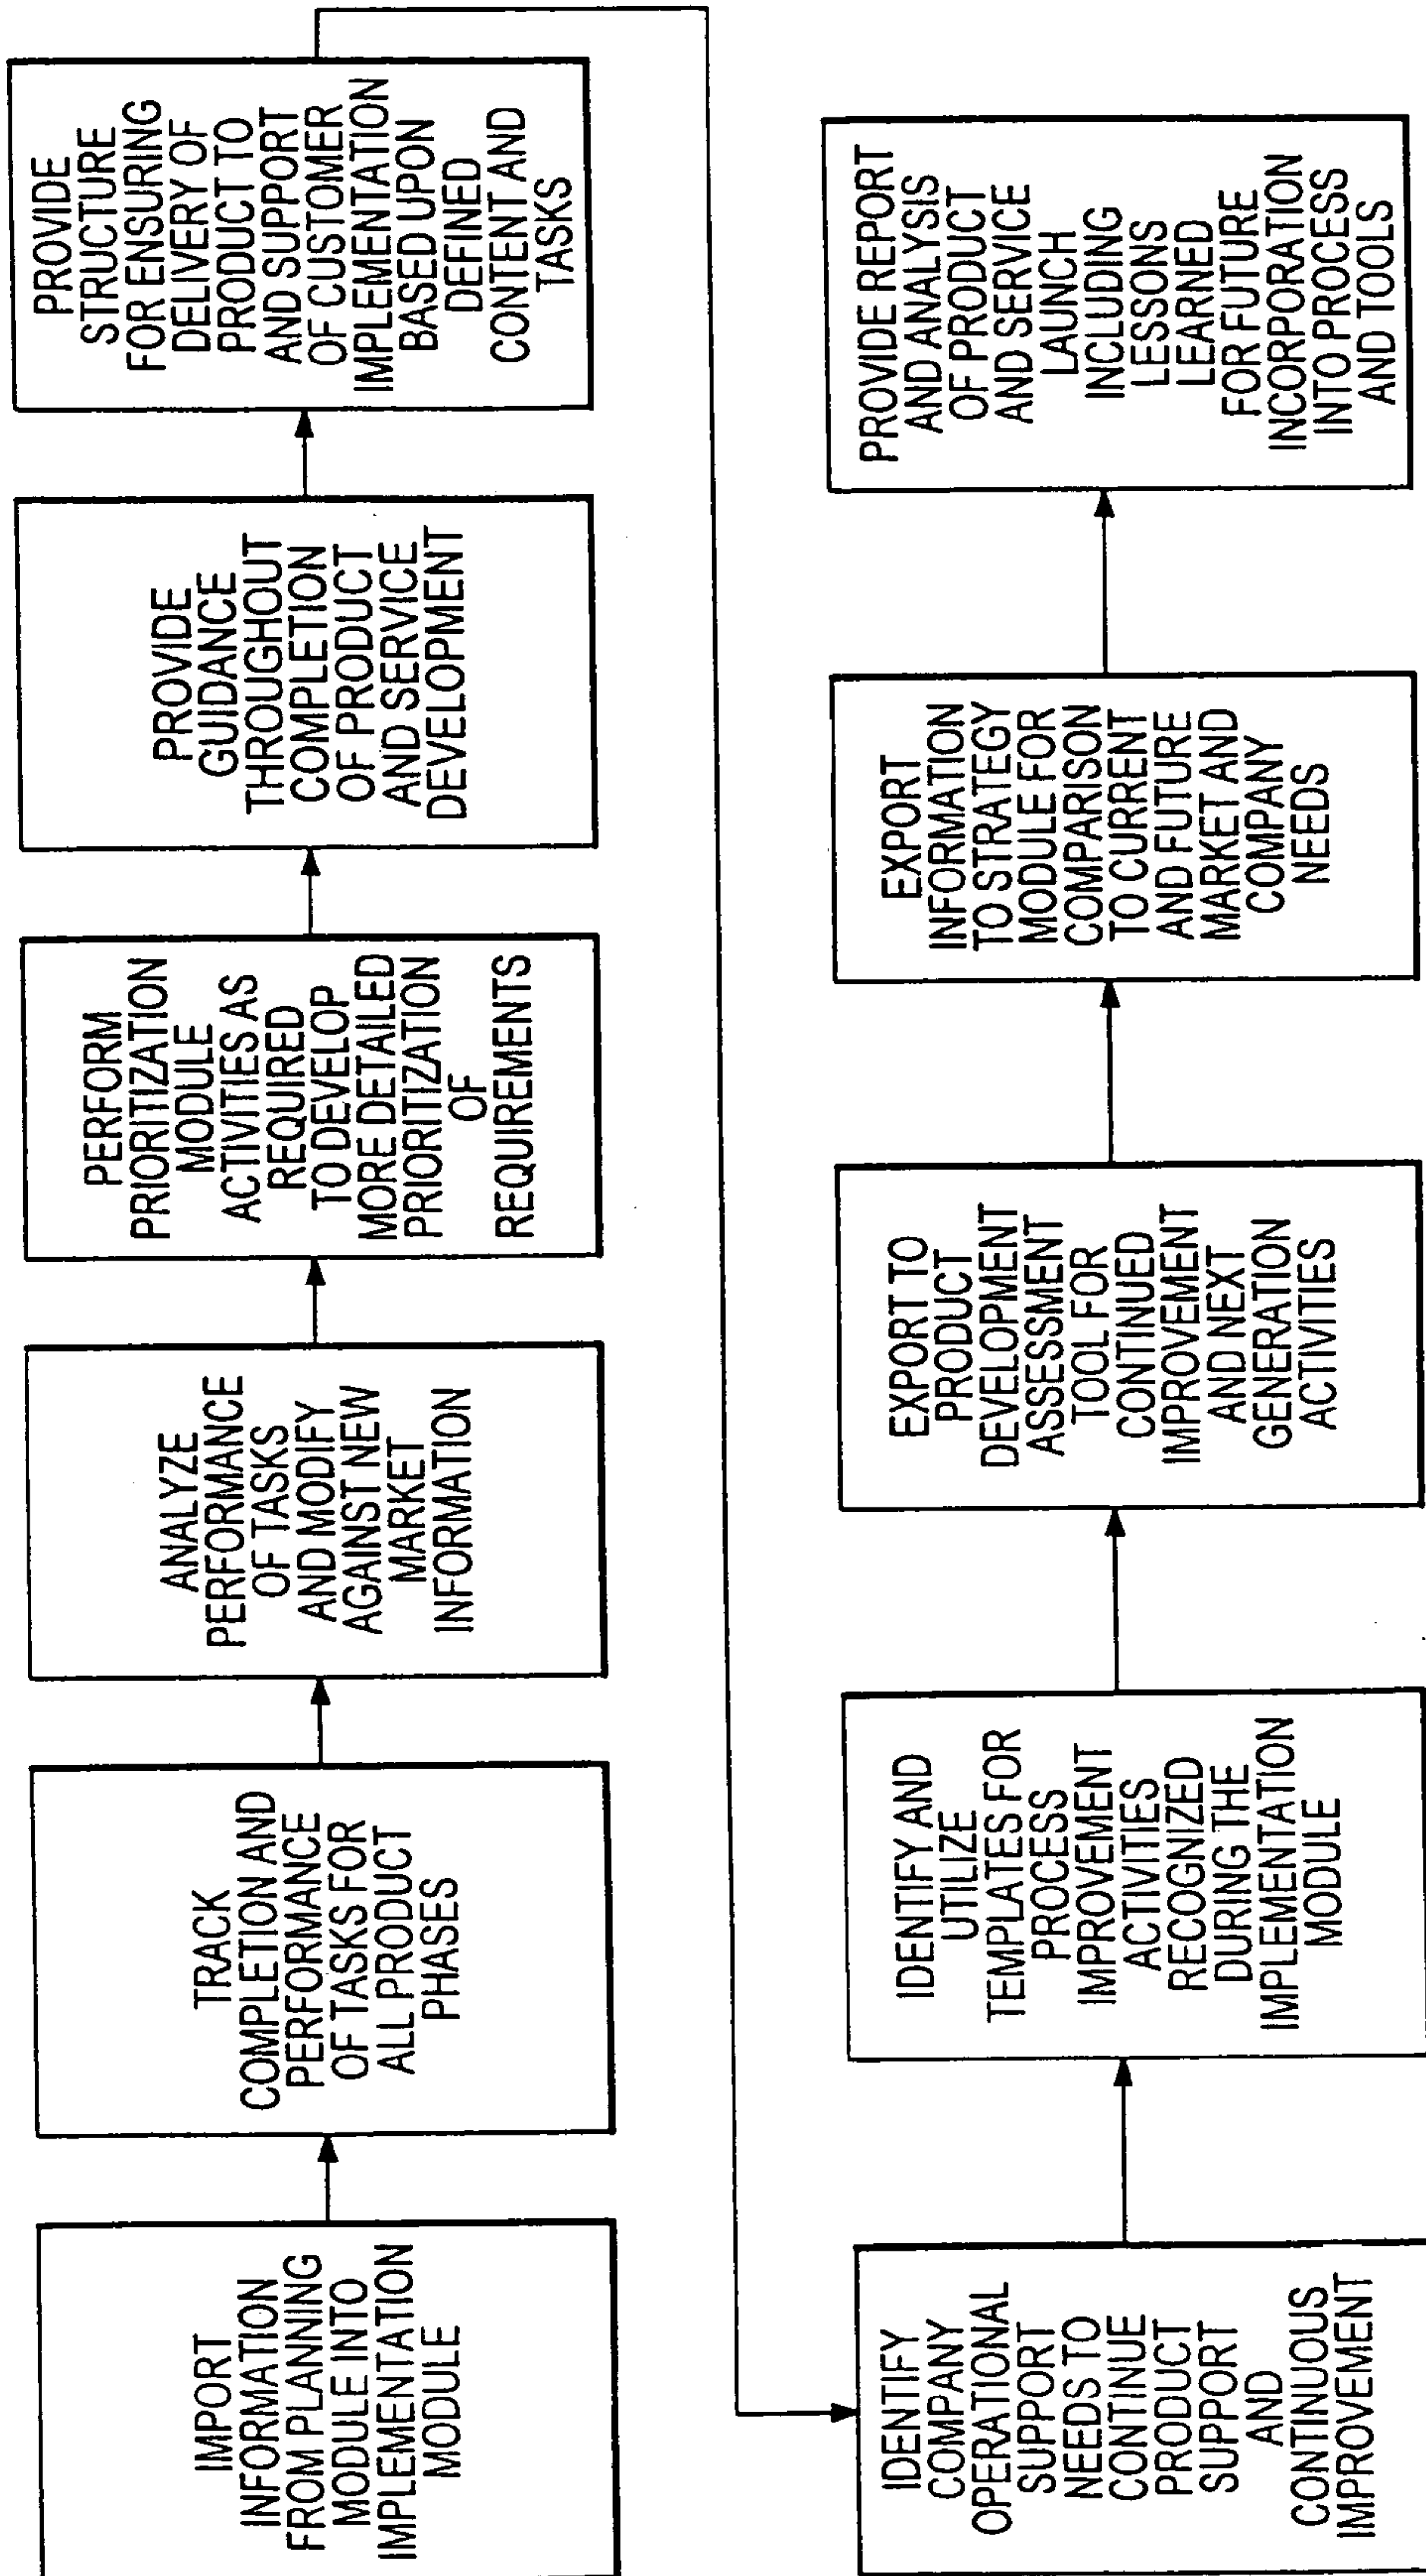 IMPORT
INFORMATION
FROM PLANNING
MODULE INTO
IMPLEMENTATION
MODULE
TRACK
COMPLETION AND
PERFORMANCE
OF TASKS FOR
ALL PRODUCT
PHASES
ANALYZE
PERFORMANCE
OF TASKS
AND MODIFY
AGAINST NEW
MARKET
INFORMATION
PERFORM
PRIORITIZATION
MODULE
ACTIVITIES AS
REQUIRED
TO DEVELOP
MORE DETAILED
PRIORITIZATION
OF
REQUIREMENTS
PROVIDE
GUIDANCE
THROUGHOUT
COMPLETION
OF PRODUCT
AND SERVICE
DEVELOPMENT
PROVIDE
STRUCTURE
FOR ENSURING
DELIVERY OF
PRODUCT TO
AND SUPPORT
OF CUSTOMER
IMPLEMENTATION
BASED UPON
DEFINED
CONTENT AND
TASKS
IDENTIFY
COMPANY
OPERATIONAL
SUPPORT
NEEDS TO
CONTINUE
PRODUCT
SUPPORT
AND
CONTINUOUS
IMPROVEMENT
IDENTIFY AND
UTILIZE
TEMPLATES FOR
PROCESS
IMPROVEMENT
ACTIVITIES
RECOGNIZED
DURING THE
IMPLEMENTATION
MODULE
EXPORT TO
PRODUCT
DEVELOPMENT
ASSESSMENT
TOOL FOR
CONTINUED
IMPROVEMENT
AND NEXT
GENERATION
ACTIVITIES
EXPORT
INFORMATION
TO STRATEGY
MODULE FOR
COMPARISON
TO CURRENT
AND FUTURE
MARKET AND
COMPANY
NEEDS
PROVIDE REPORT
AND ANALYSIS
OF PRODUCT
AND SERVICE
LAUNCH
INCLUDING
LESSONS
LEARNED
FOR FUTURE
INCORPORATION
INTO PROCESS
AND TOOLS